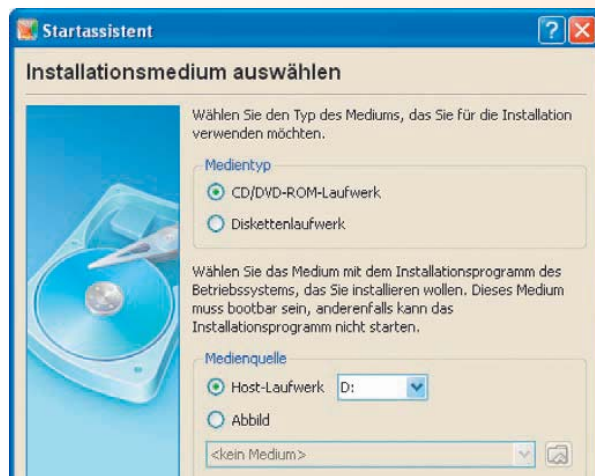 Startassistent
Installationsmedium auswählen
Wählen Sie den Typ des Mediums, das Sie für die Installation
verwenden möchten.
Medientyp
CD/DVD-ROM-Laufwerk
Diskettenlaufwerk
Wählen Sie das Medium mit dem Installationsprogramm des
Betriebssystems, das Sie installieren wollen. Dieses Medium
muss bootbar sein, anderenfalls kann das
Installationsprogramm nicht starten.
Medienquelle
Host-Laufwerk D:
Abbild
<kein Medium>